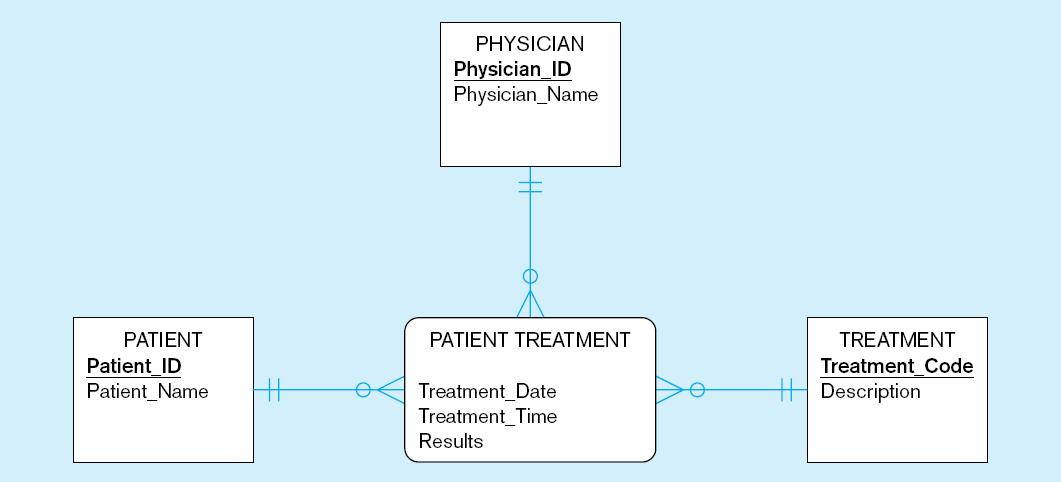 PHYSICIAN
Physician_ID
Physician_Name
PATIENT
Patient_ID
Patient_Name
PATIENT TREATMENT
Treatment_Date
Treatment_Time
Results
TREATMENT
Treatment_Code
Description